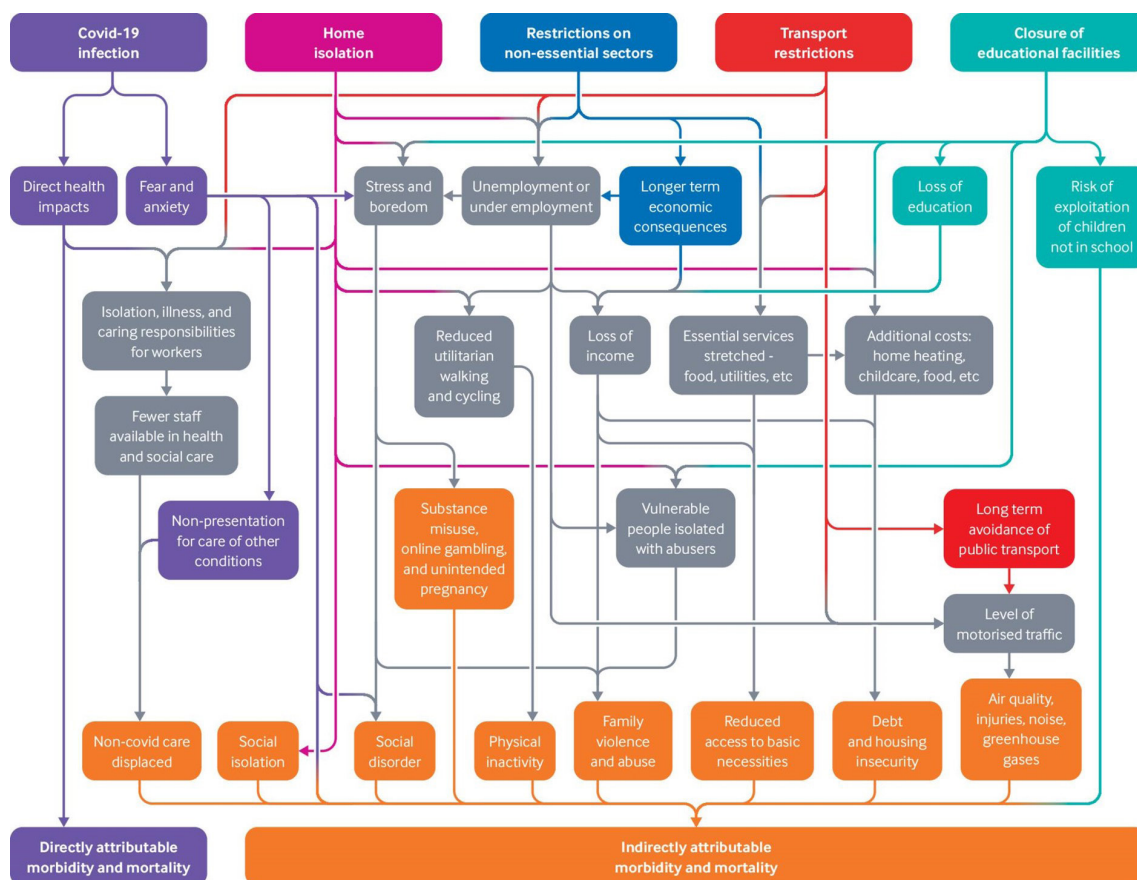 Covid-19
infection
Home
isolation
Restrictions on
non-essential sectors
Transport
restrictions
Closure of
educational facilities
Direct health
impacts
Fear and
anxiety
Stress and
boredom
Unemployment or
under employment
Longer term
economic
consequences
Loss of
education
Risk of
exploitation
of children
not in school
Isolation, illness, and
caring responsibilities
for workers
Reduced
utilitarian
walking
and cycling
Loss of
income
Essential services
stretched -
food, utilities, etc
Additional costs:
home heating,
childcare, food, etc
Fewer staff
available in health
and social care
Non-presentation
for care of other
conditions
Substance
misuse,
online gambling,
and unintended
pregnancy
Vulnerable
people isolated
with abusers
Long term
avoidance of
public transport
Level of
motorised traffic
Non-covid care
displaced
Social
isolation
Social
disorder
Physical
inactivity
Family
violence
and abuse
Reduced
access to basic
necessities
Debt
and housing
insecurity
Air quality,
injuries, noise,
greenhouse
gases
Directly attributable
morbidity and mortality
Indirectly attributable
morbidity and mortality